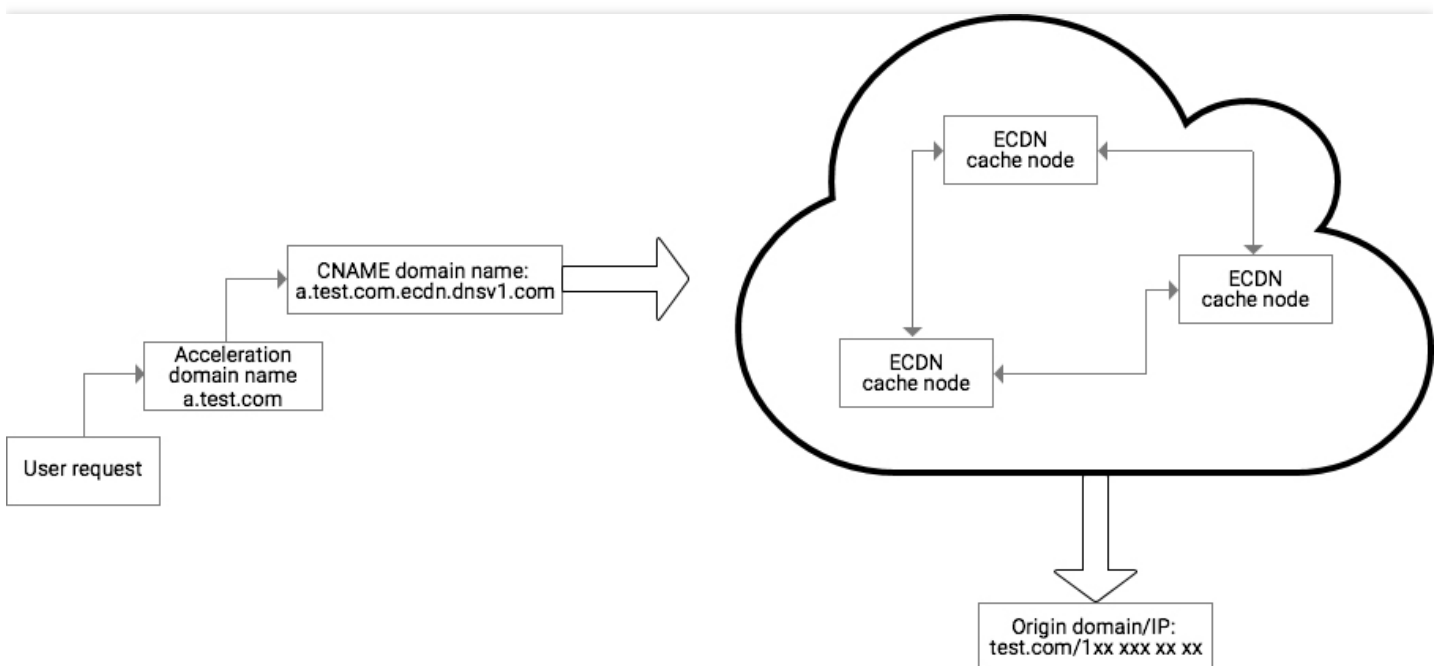 ECDN
cache node
CNAME domain name:
a.test.com.ecdn.dnsv1.com
ECDN
cache node
Acceleration
domain name
a.test.com
ECDN
cache node
User request
Origin domain/IP:
test.com/1xx xxx xx xx